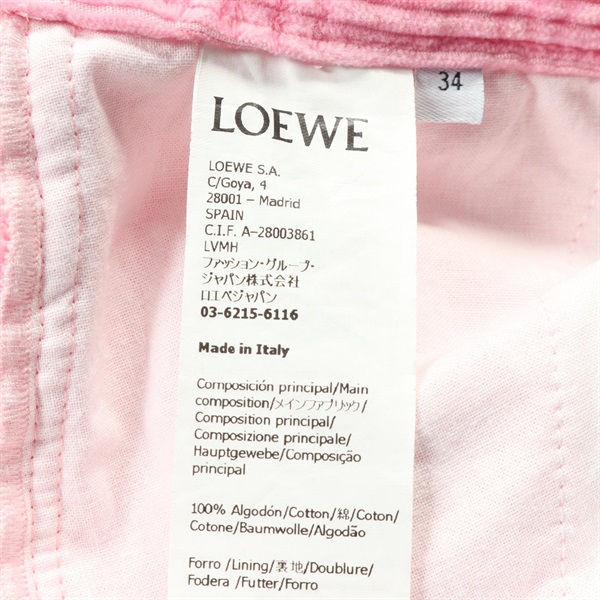 34
LOEWE
LOEWE S.A.
C/Goya, 4
28001 – Madrid
SPAIN
C.I.F. A-28003861
LVMH
ファッション・グループ・
ジャパン株式会社
ロエベジャパン
03-6215-6116
Made in Italy
Composición principal/Main
composition/メインファブリック/
Composition principal/
Composizione principale/
Hauptgewebe/Composição
principal
100% Algodón/Cotton/綿/Coton/
Cotone/Baumwolle/Algodão
Forro /Lining/裏地/Doublure/
Fodera /Futter/Forro